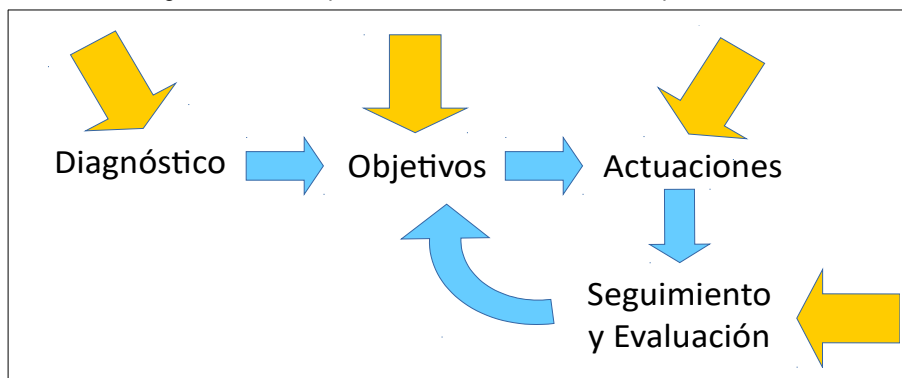 Diagnóstico
Objetivos
Actuaciones
Seguimiento
y Evaluación